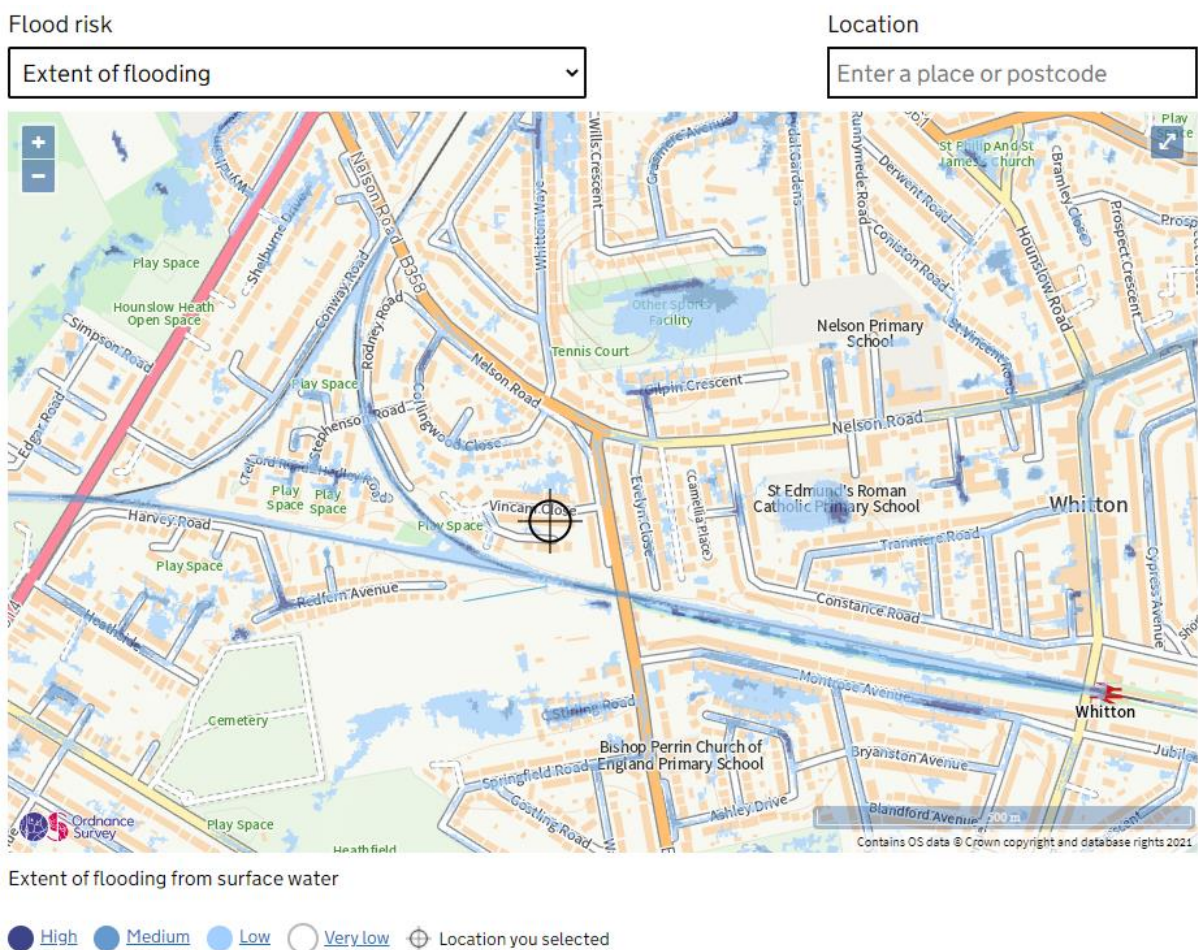 Flood risk
Location
Extent of flooding
Enter a place or postcode
+
−
Nelson Road B358
Wills Crescent
Whitton Waye
Runnymede Road
Derwent Road
St Philip And St
James' Church
Play
Space
Bramley Close
Prospect Crescent
Hounslow Road
Coniston Road
Shelburne Drive
Conway Road
Play Space
Hounslow Heath
Open Space
Simpson Road
Edgar Road
Rodney Road
Other Sports
Facility
Nelson Primary
School
St Vincent Road
Tennis Court
Nelson Road
Gilpin Crescent
Play Space
Stephenson Road
Collingwood Close
Nelson Road
Hadley Road
Play
Space
Play
Space
Evelyn Close
Camellia Place
St Edmund's Roman
Catholic Primary School
Whitton
Vincam Close
Harvey Road
Play Space
Play Space
Tranmere Road
Cypress Avenue
Redfern Avenue
Constance Road
Heathside
Montrose Avenue
Whitton
Cemetery
Stirling Road
Bishop Perrin Church of
England Primary School
Bryanston Avenue
Springfield Road
Gostling Road
Ashley Drive
Blandford Avenue
500 m
Ordnance
Survey
Play Space
Heathfield
Contains OS data © Crown copyright and database rights 2021
Extent of flooding from surface water
High Medium Low Very low Location you selected